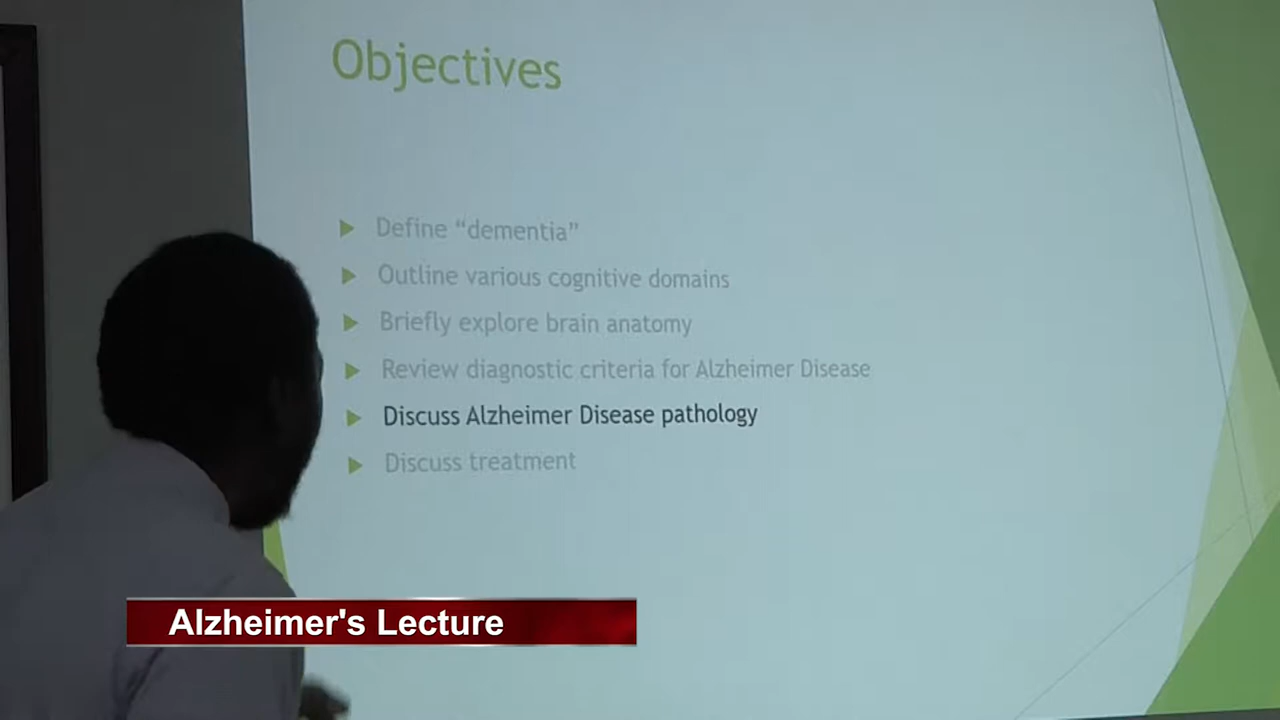 Objectives
Define “dementia”
Outline various cognitive domains
Briefly explore brain anatomy
Review diagnostic criteria for Alzheimer Disease
Discuss Alzheimer Disease pathology
Discuss treatment
Alzheimer's Lecture